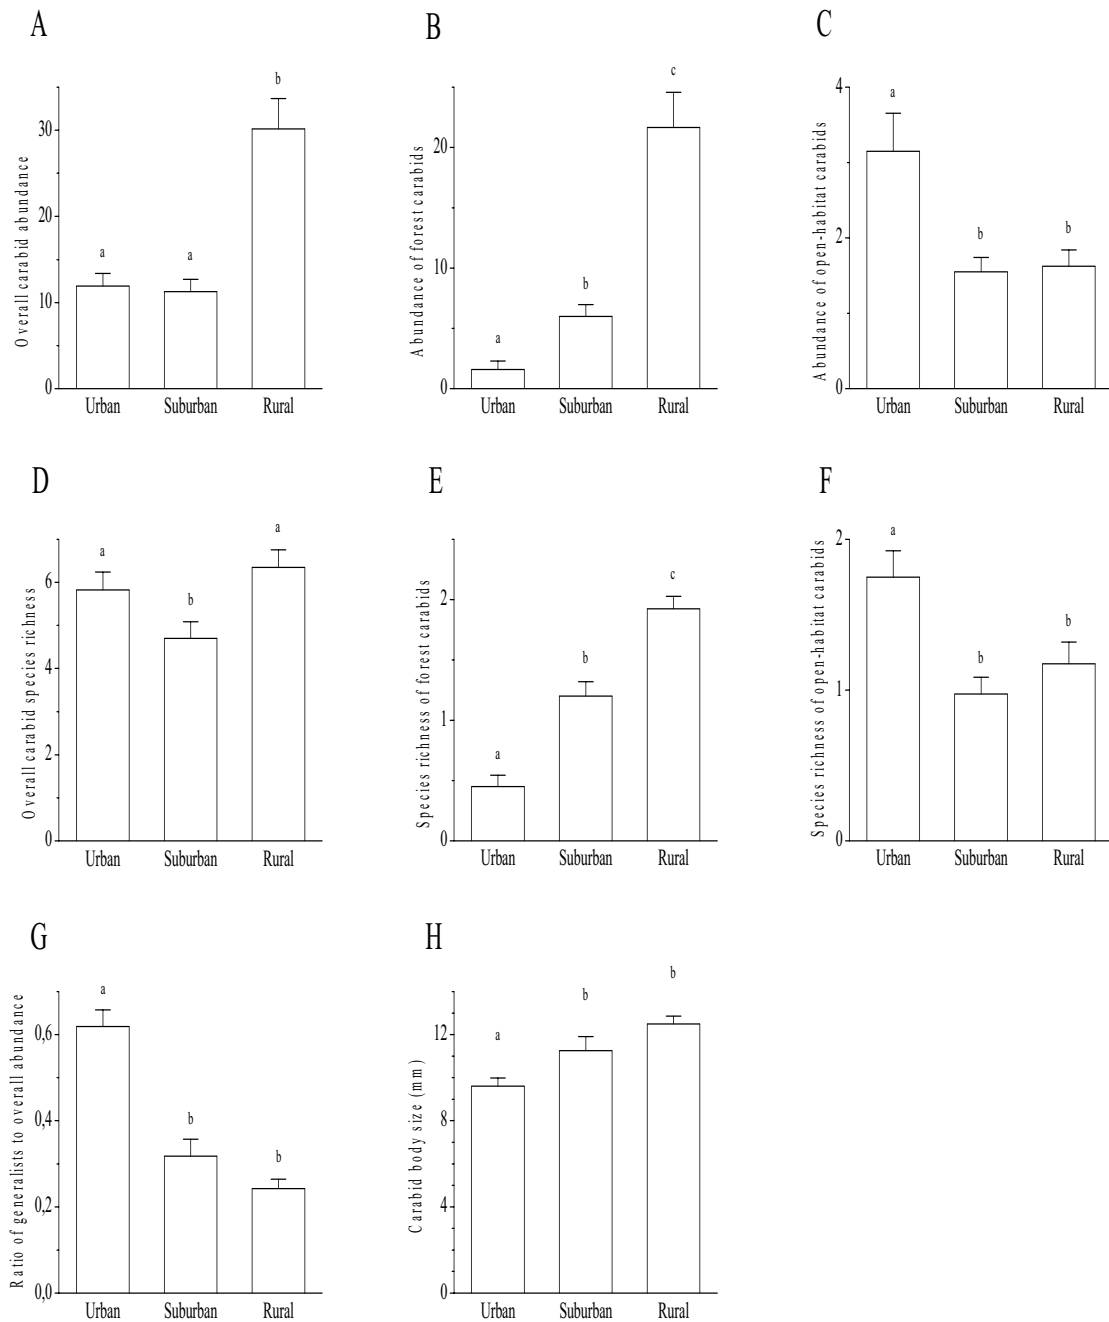 A
Overall carabid abundance
30
20
10
0
a
a
b
Urban
Suburban
Rural
B
Abundance of forest carabids
20
10
0
a
b
c
Urban
Suburban
Rural
C
Abundance of open-habitat carabids
4
2
0
a
b
b
Urban
Suburban
Rural
D
Overall carabid species richness
6
4
2
0
a
b
a
Urban
Suburban
Rural
E
Species richness of forest carabids
2
1
0
a
b
c
Urban
Suburban
Rural
F
Species richness of open-habitat carabids
2
1
0
a
b
b
Urban
Suburban
Rural
G
Ratio of generalists to overall abundance
0,6
0,4
0,2
0,0
a
b
b
Urban
Suburban
Rural
H
Carabid body size (mm)
12
8
4
0
a
b
b
Urban
Suburban
Rural